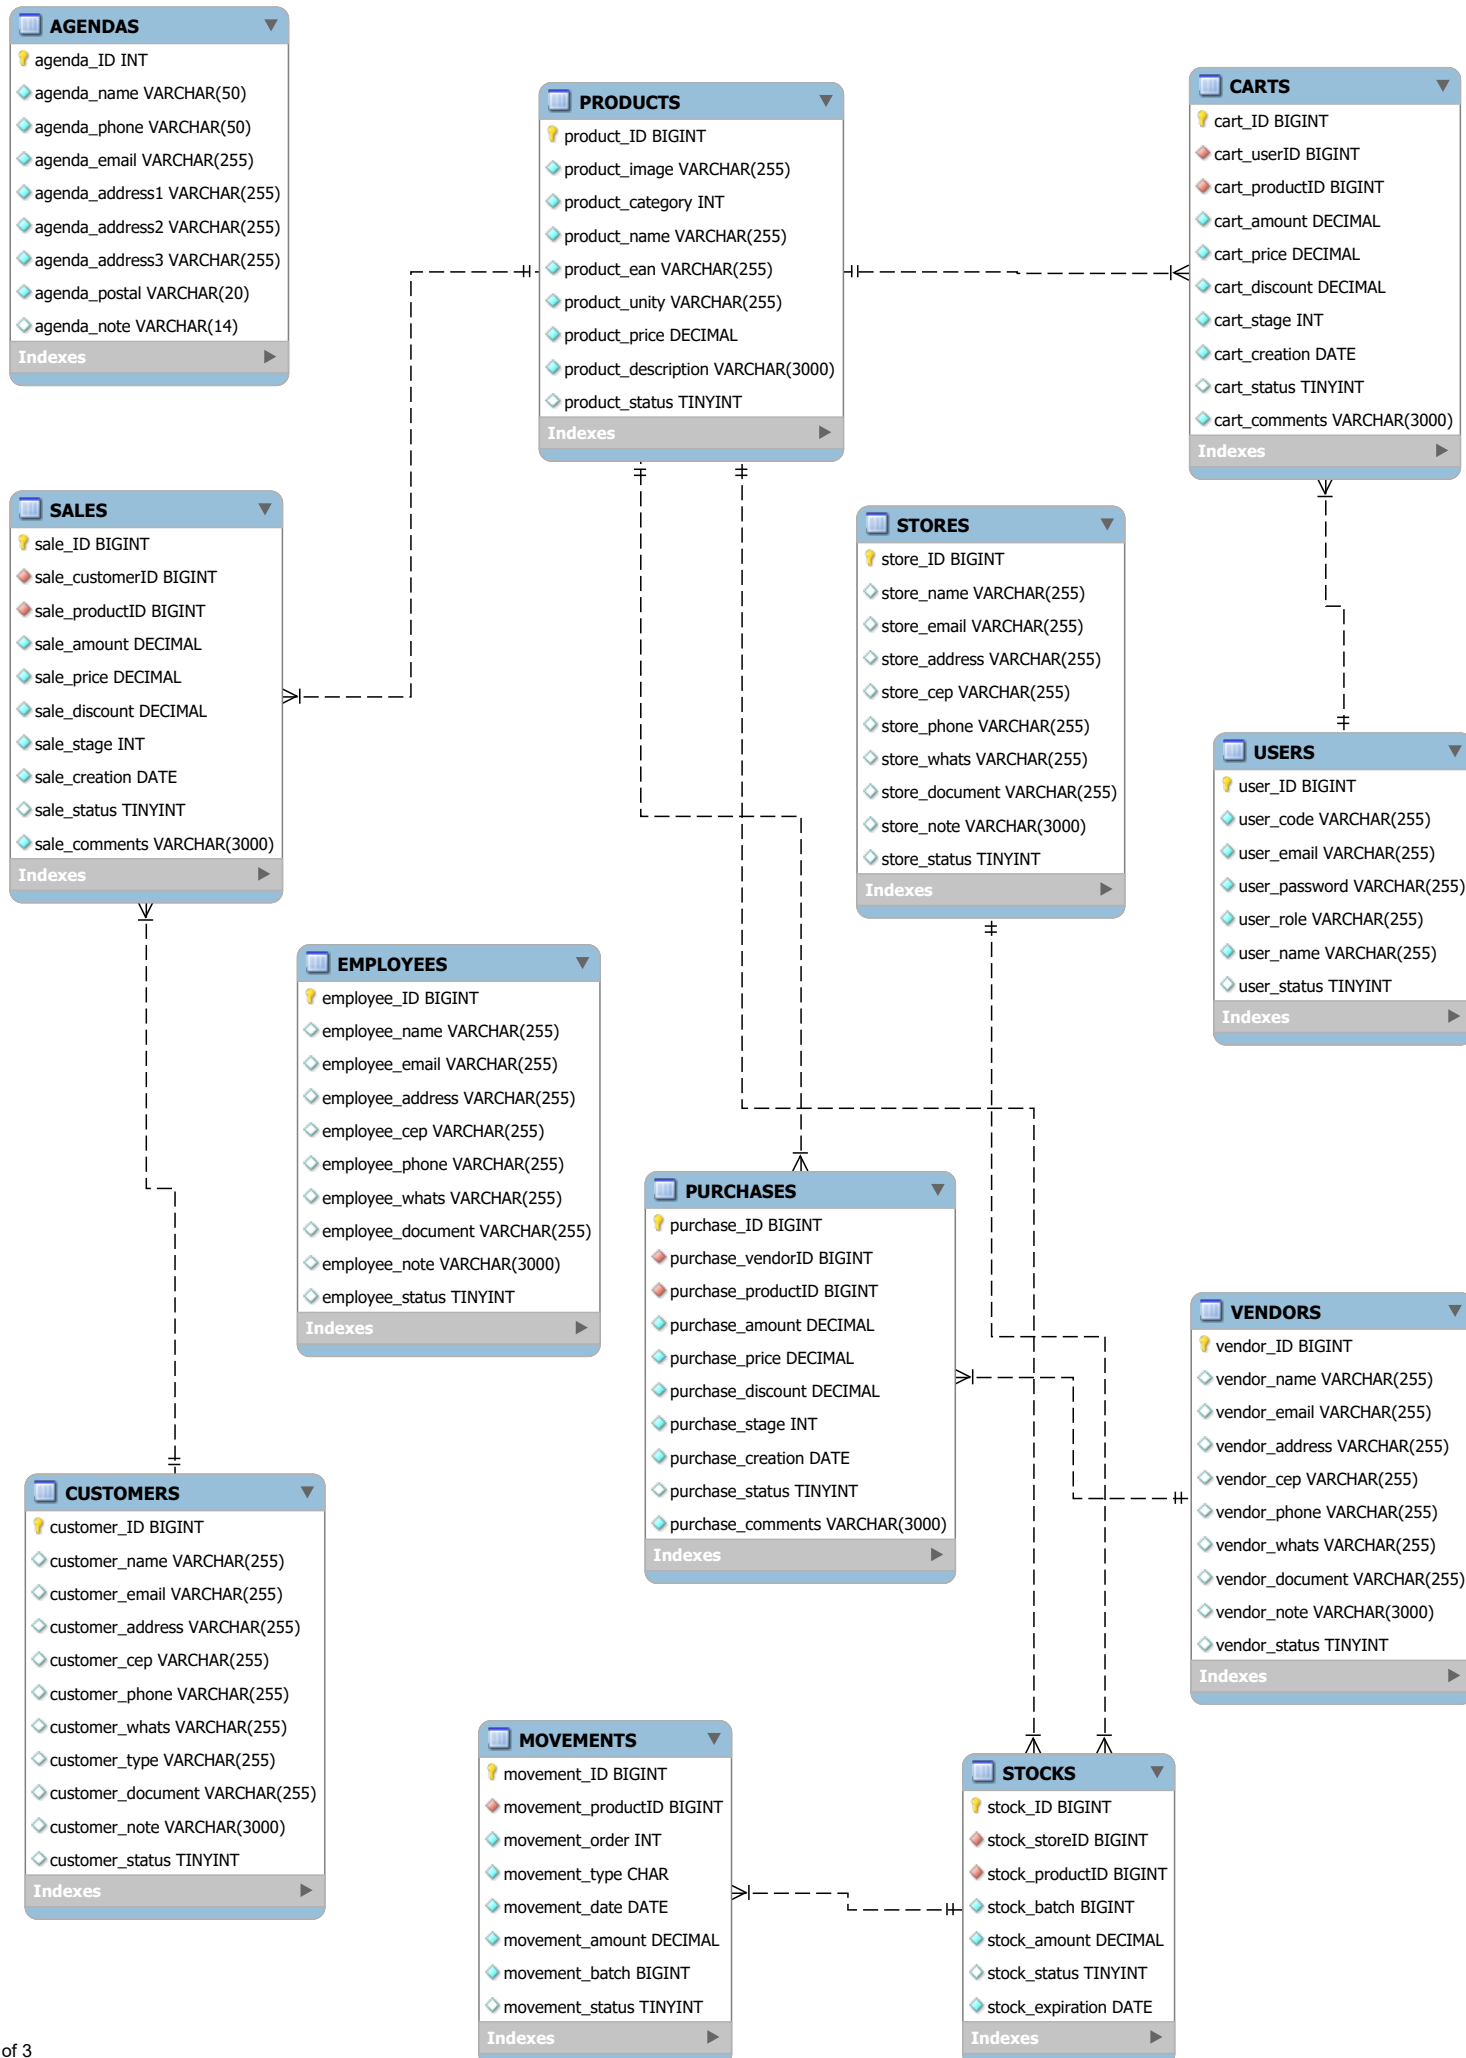 AGENDAS
agenda_ID INT
agenda_name VARCHAR(50)
agenda_phone VARCHAR(50)
agenda_email VARCHAR(255)
agenda_address1 VARCHAR(255)
agenda_address2 VARCHAR(255)
agenda_address3 VARCHAR(255)
agenda_postal VARCHAR(20)
agenda_note VARCHAR(14)
Indexes
PRODUCTS
product_ID BIGINT
product_image VARCHAR(255)
product_category INT
product_name VARCHAR(255)
product_ean VARCHAR(255)
product_unity VARCHAR(255)
product_price DECIMAL
product_description VARCHAR(3000)
product_status TINYINT
Indexes
CARTS
cart_ID BIGINT
cart_userID BIGINT
cart_productID BIGINT
cart_amount DECIMAL
cart_price DECIMAL
cart_discount DECIMAL
cart_stage INT
cart_creation DATE
cart_status TINYINT
cart_comments VARCHAR(3000)
Indexes
SALES
sale_ID BIGINT
sale_customerID BIGINT
sale_productID BIGINT
sale_amount DECIMAL
sale_price DECIMAL
sale_discount DECIMAL
sale_stage INT
sale_creation DATE
sale_status TINYINT
sale_comments VARCHAR(3000)
Indexes
STORES
store_ID BIGINT
store_name VARCHAR(255)
store_email VARCHAR(255)
store_address VARCHAR(255)
store_cep VARCHAR(255)
store_phone VARCHAR(255)
store_whats VARCHAR(255)
store_document VARCHAR(255)
store_note VARCHAR(3000)
store_status TINYINT
Indexes
USERS
user_ID BIGINT
user_code VARCHAR(255)
user_email VARCHAR(255)
user_password VARCHAR(255)
user_role VARCHAR(255)
user_name VARCHAR(255)
user_status TINYINT
Indexes
EMPLOYEES
employee_ID BIGINT
employee_name VARCHAR(255)
employee_email VARCHAR(255)
employee_address VARCHAR(255)
employee_cep VARCHAR(255)
employee_phone VARCHAR(255)
employee_whats VARCHAR(255)
employee_document VARCHAR(255)
employee_note VARCHAR(3000)
employee_status TINYINT
Indexes
PURCHASES
purchase_ID BIGINT
purchase_vendorID BIGINT
purchase_productID BIGINT
purchase_amount DECIMAL
purchase_price DECIMAL
purchase_discount DECIMAL
purchase_stage INT
purchase_creation DATE
purchase_status TINYINT
purchase_comments VARCHAR(3000)
Indexes
VENDORS
vendor_ID BIGINT
vendor_name VARCHAR(255)
vendor_email VARCHAR(255)
vendor_address VARCHAR(255)
vendor_cep VARCHAR(255)
vendor_phone VARCHAR(255)
vendor_whats VARCHAR(255)
vendor_document VARCHAR(255)
vendor_note VARCHAR(3000)
vendor_status TINYINT
Indexes
CUSTOMERS
customer_ID BIGINT
customer_name VARCHAR(255)
customer_email VARCHAR(255)
customer_address VARCHAR(255)
customer_cep VARCHAR(255)
customer_phone VARCHAR(255)
customer_whats VARCHAR(255)
customer_type VARCHAR(255)
customer_document VARCHAR(255)
customer_note VARCHAR(3000)
customer_status TINYINT
Indexes
MOVEMENTS
movement_ID BIGINT
movement_productID BIGINT
movement_order INT
movement_type CHAR
movement_date DATE
movement_amount DECIMAL
movement_batch BIGINT
movement_status TINYINT
Indexes
STOCKS
stock_ID BIGINT
stock_storeID BIGINT
stock_productID BIGINT
stock_batch BIGINT
stock_amount DECIMAL
stock_status TINYINT
stock_expiration DATE
Indexes
of 3